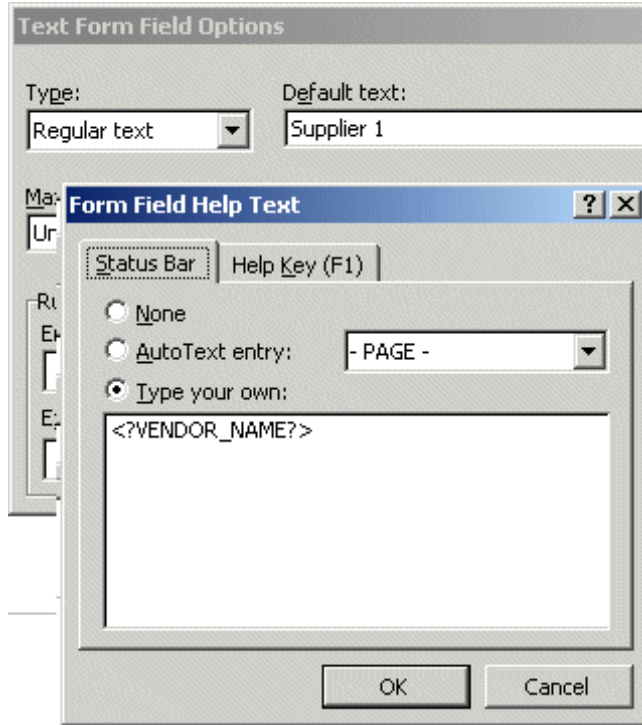 Text Form Field Options
Type: Default text:
Regular text Supplier 1
Form Field Help Text
Status Bar Help Key (F1)
None
AutoText entry: - PAGE -
Type your own:
<?VENDOR_NAME?>
OK Cancel